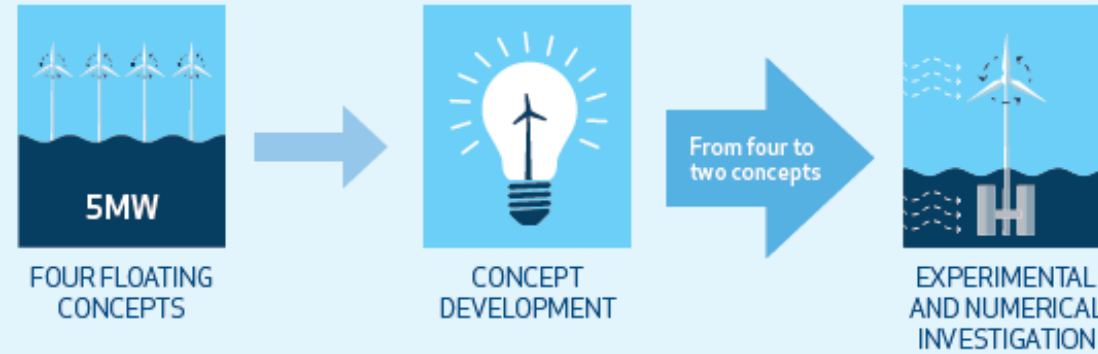 5MW
FOUR FLOATING
CONCEPTS
CONCEPT
DEVELOPMENT
From four to
two concepts
EXPERIMENTAL
AND NUMERICAL
INVESTIGATION